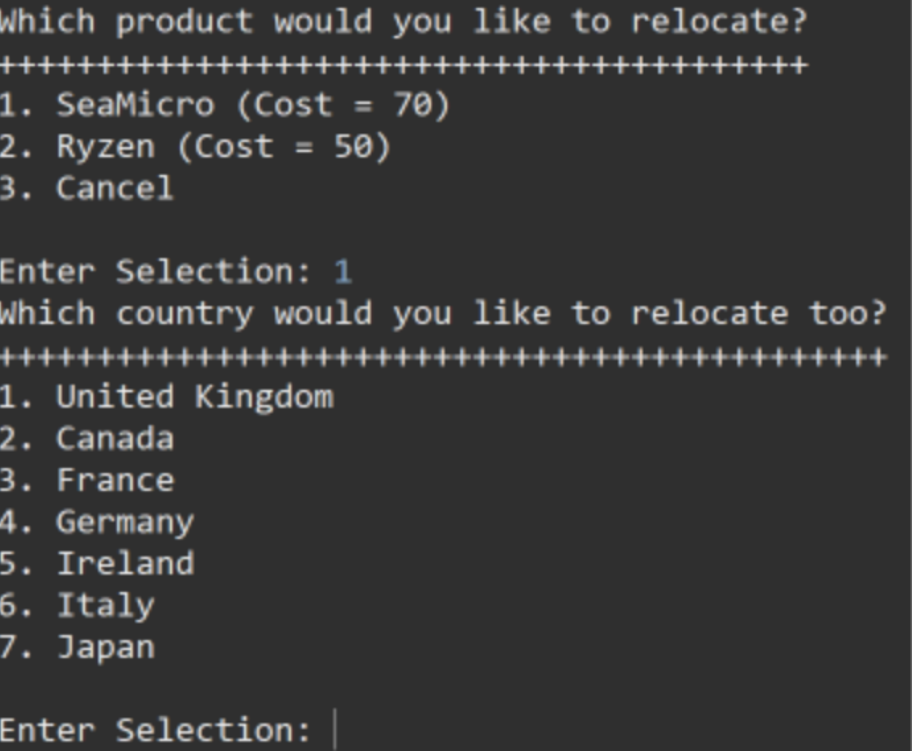 Which product would you like to relocate?
+++++++++++++++++++++++++++++++++++++++++
1. SeaMicro (Cost = 70)
2. Ryzen (Cost = 50)
3. Cancel
Enter Selection: 1
Which country would you like to relocate too?
+++++++++++++++++++++++++++++++++++++++++++++
1. United Kingdom
2. Canada
3. France
4. Germany
5. Ireland
6. Italy
7. Japan
Enter Selection: